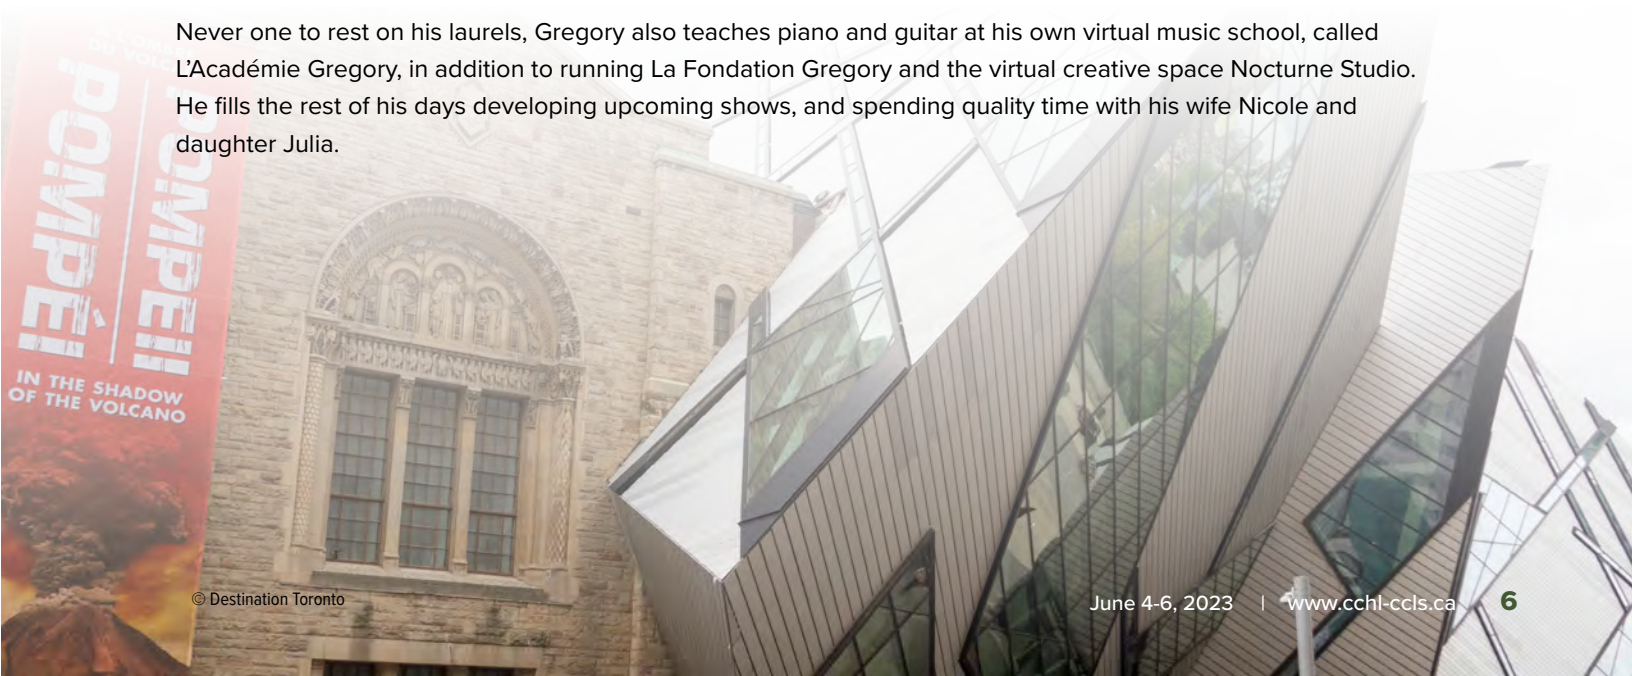 Never one to rest on his laurels, Gregory also teaches piano and guitar at his own virtual music school, called
L’Académie Gregory, in addition to running La Fondation Gregory and the virtual creative space Nocturne Studio.
He fills the rest of his days developing upcoming shows, and spending quality time with his wife Nicole and
daughter Julia.
À L'OMBRE
DU VOLCAN
POMPÉI
POMPEII
IN THE SHADOW
OF THE VOLCANO
© Destination Toronto
June 4-6, 2023 | www.cchl-ccls.ca 6